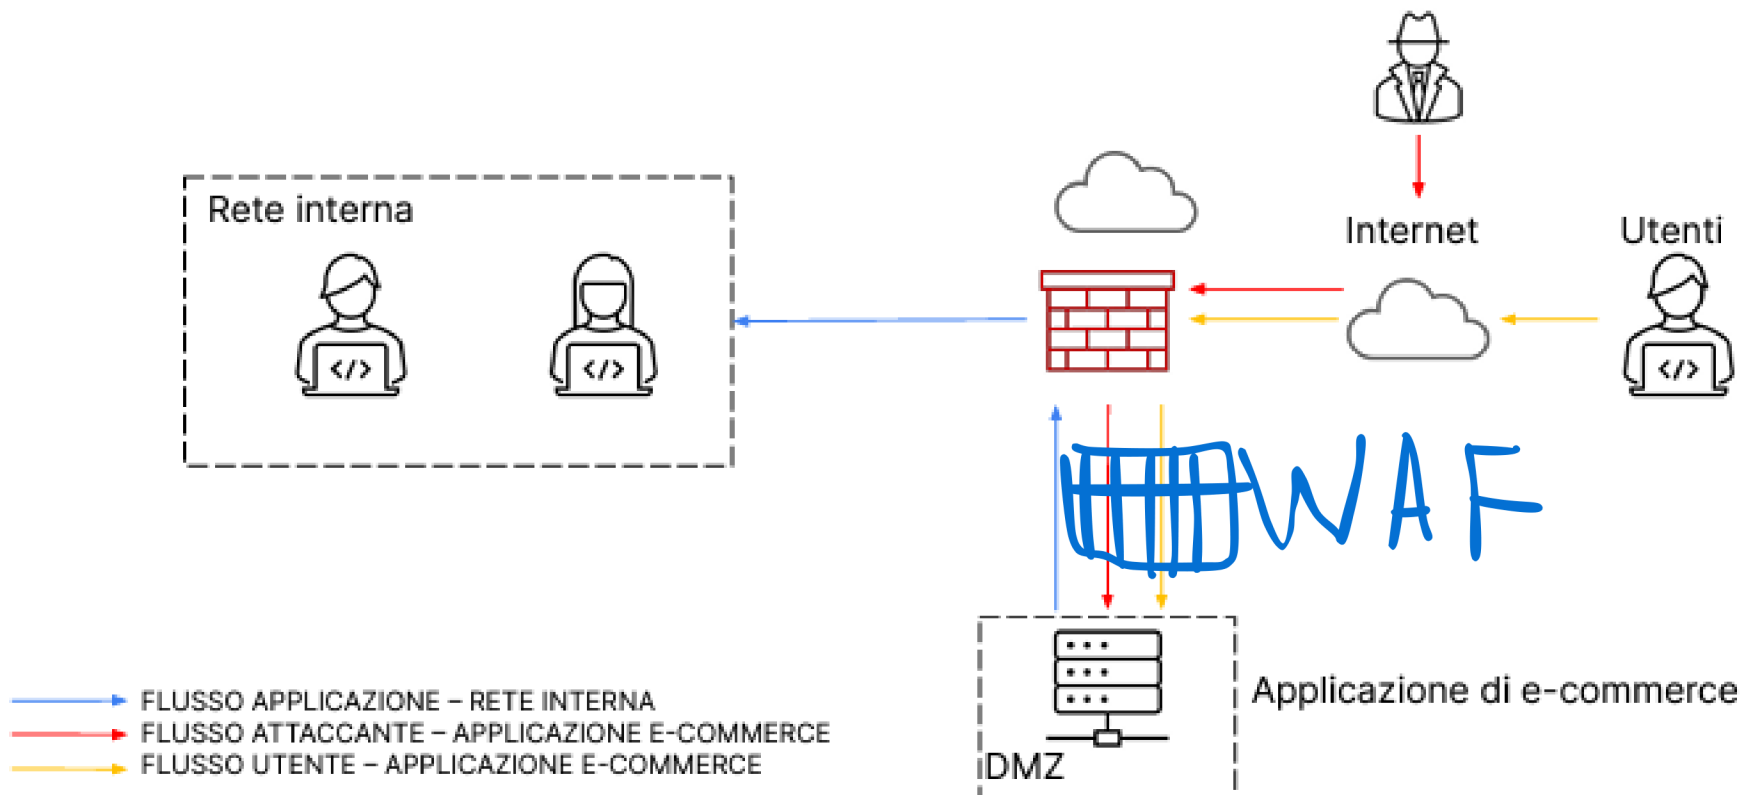 Internet
Utenti
Rete interna
</>
</>
</>
WAF
Applicazione di e-commerce
DMZ
FLUSSO APPLICAZIONE – RETE INTERNA
FLUSSO ATTACCANTE – APPLICAZIONE E-COMMERCE
FLUSSO UTENTE – APPLICAZIONE E-COMMERCE